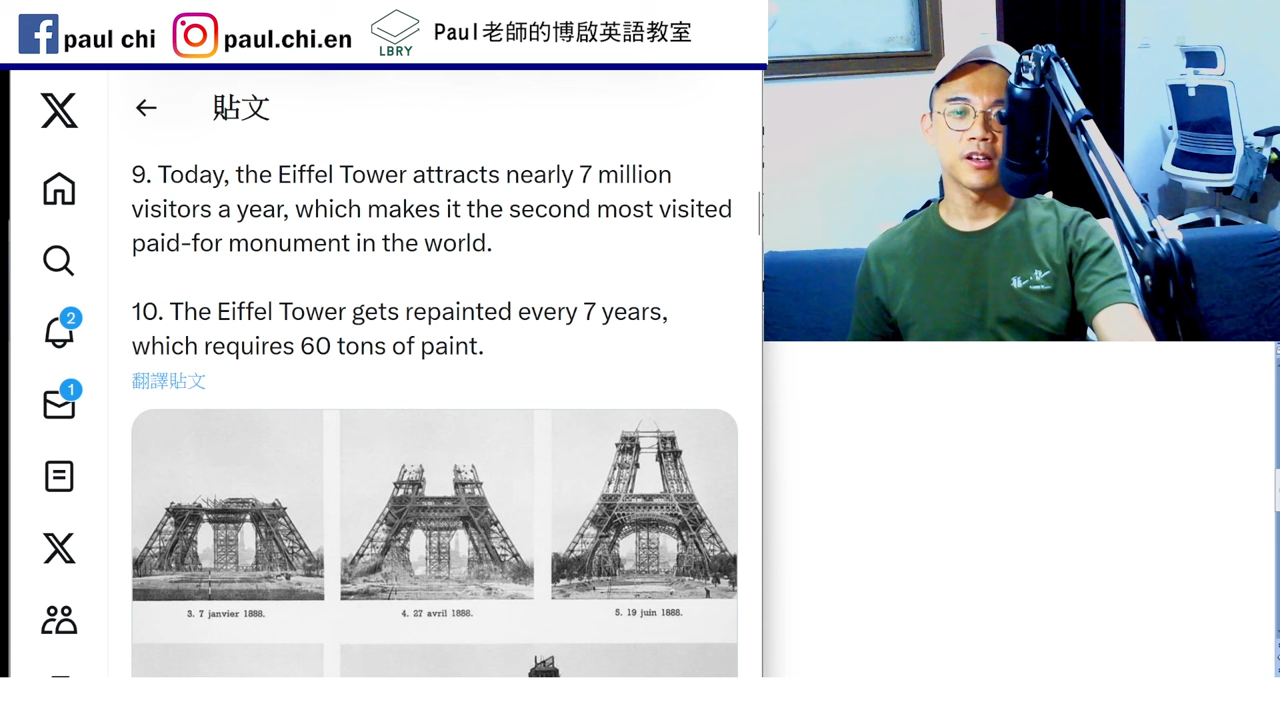 paul chi
paul.chi.en
LBRY
Paul老師的博啟英語教室
貼文
9. Today, the Eiffel Tower attracts nearly 7 million
visitors a year, which makes it the second most visited
paid-for monument in the world.
10. The Eiffel Tower gets repainted every 7 years,
which requires 60 tons of paint.
翻譯貼文
2
1
3. 7 janvier 1888.
4. 27 avril 1888.
5. 19 juin 1888.